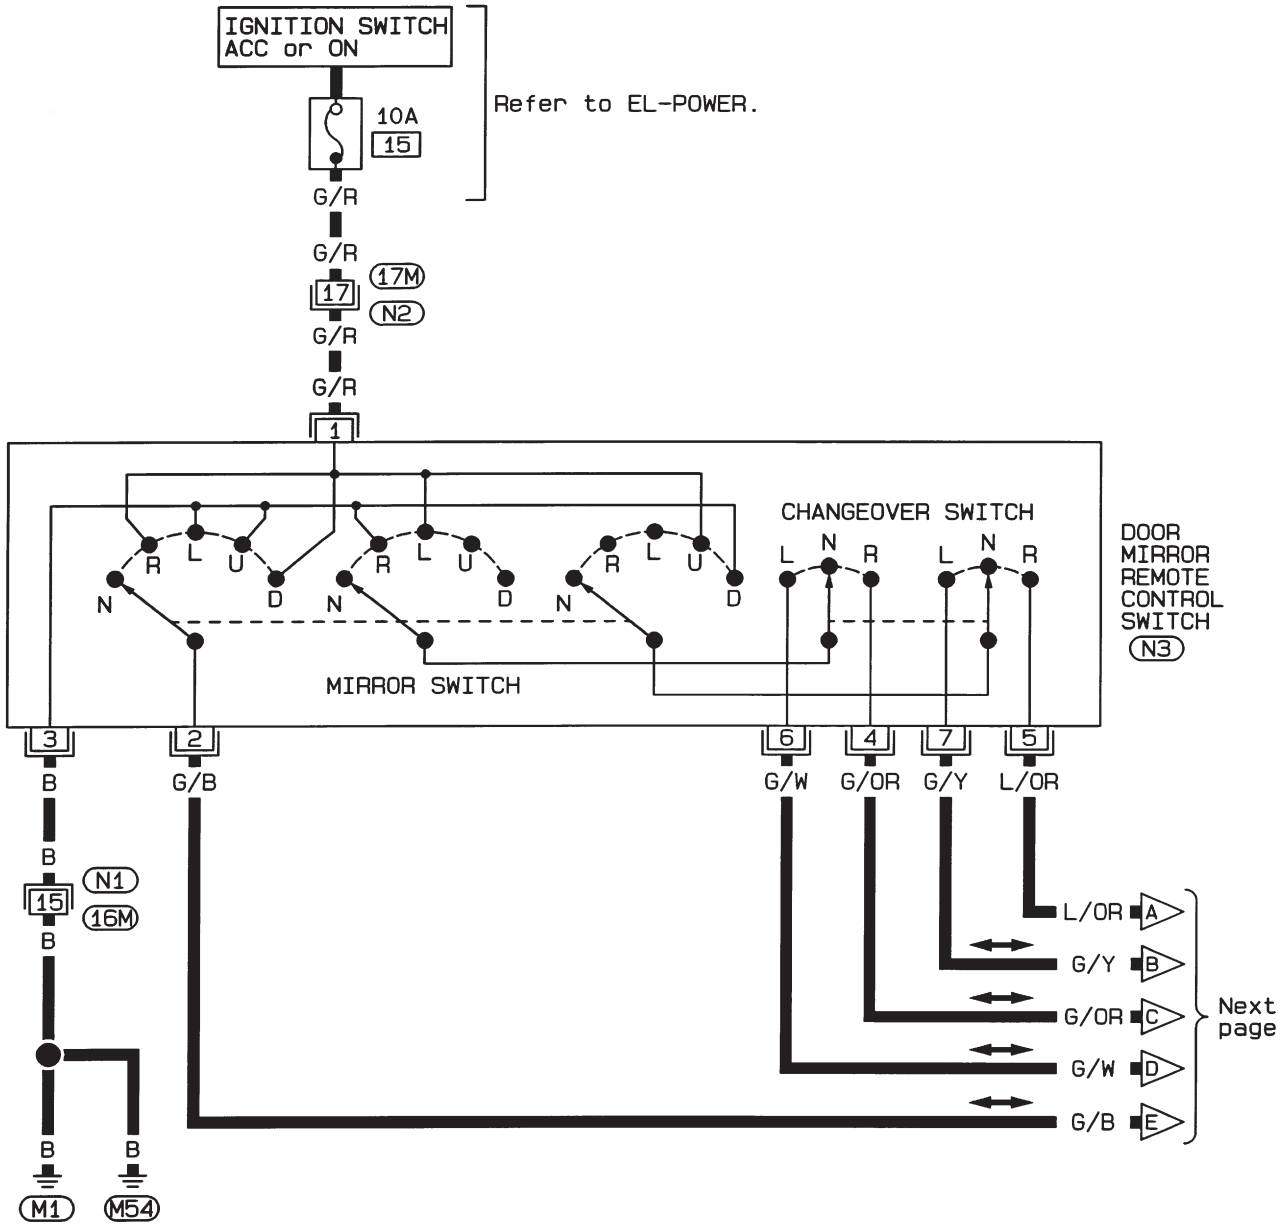 IGNITION SWITCH
ACC or ON
Refer to EL-POWER.
10A
15
G/R
G/R
17M
17
N2
G/R
G/R
1
CHANGEOVER SWITCH
R
L
U
D
N
R
L
U
D
N
R
L
U
D
N
L
N
R
L
N
R
DOOR
MIRROR
REMOTE
CONTROL
SWITCH
N3
MIRROR SWITCH
3
2
6
4
7
5
B
G/B
G/W
G/OR
G/Y
L/OR
B
N1
15
16M
B
L/OR
A
G/Y
B
G/OR
C
Next
page
G/W
D
G/B
E
B
B
M1
M54